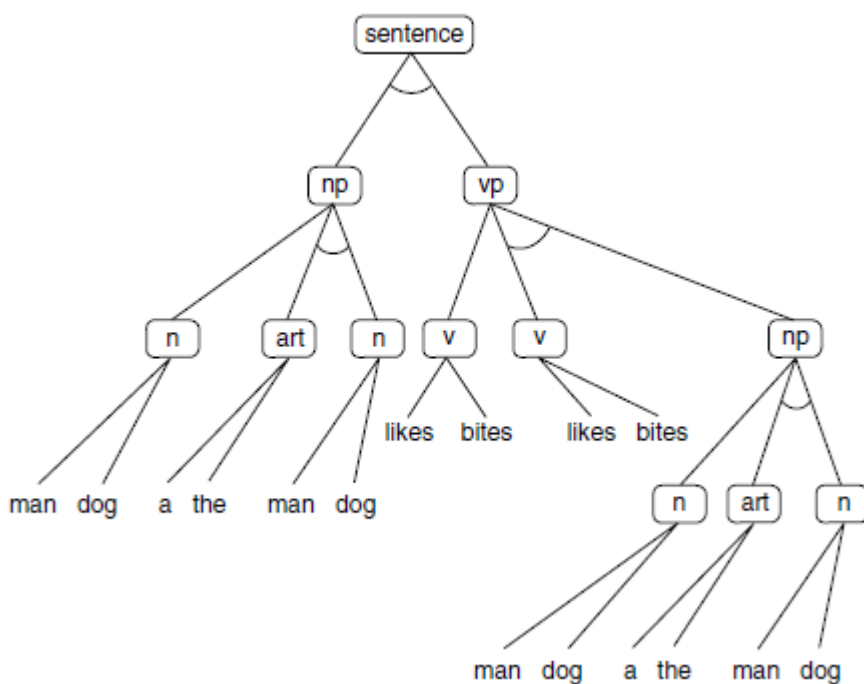 sentence
np vp
n art n v v np
likes bites likes bites
man dog a the man dog n art n
man dog a the man dog